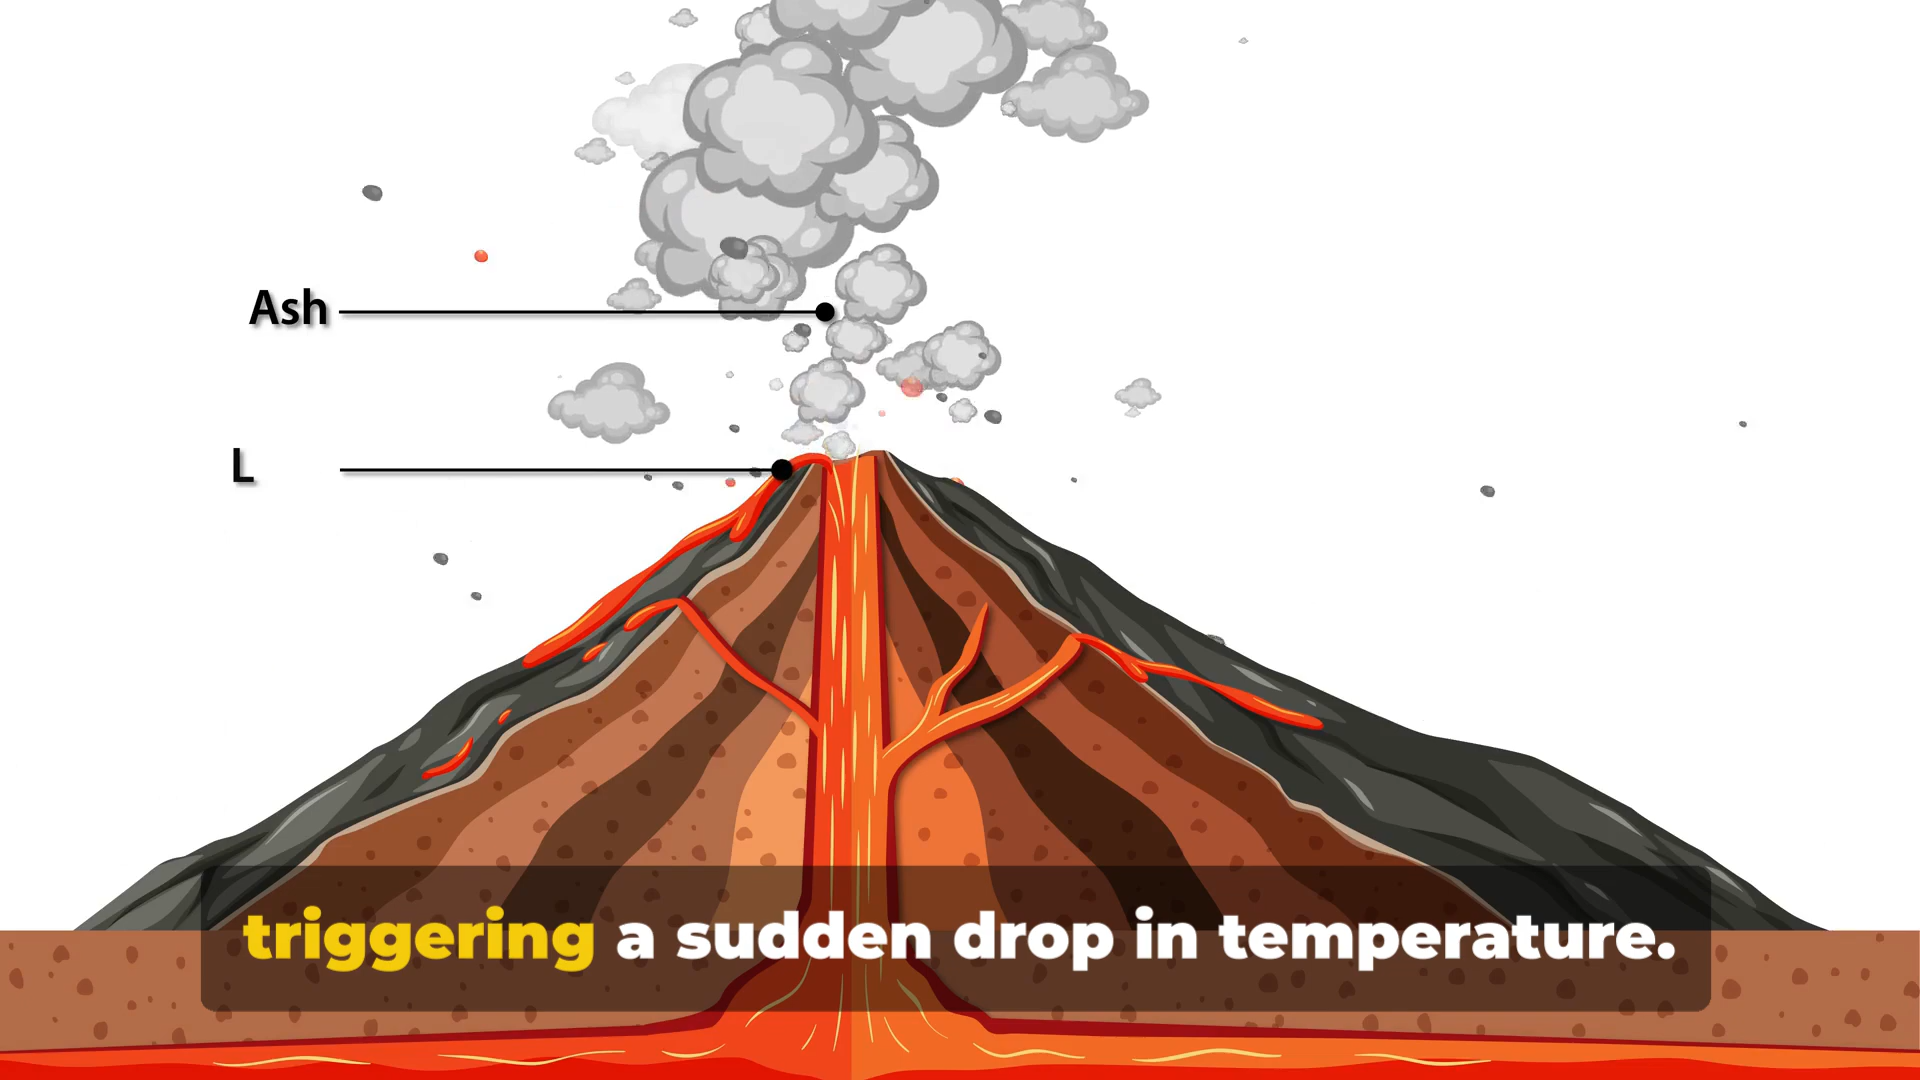 Ash
L
triggering a sudden drop in temperature.